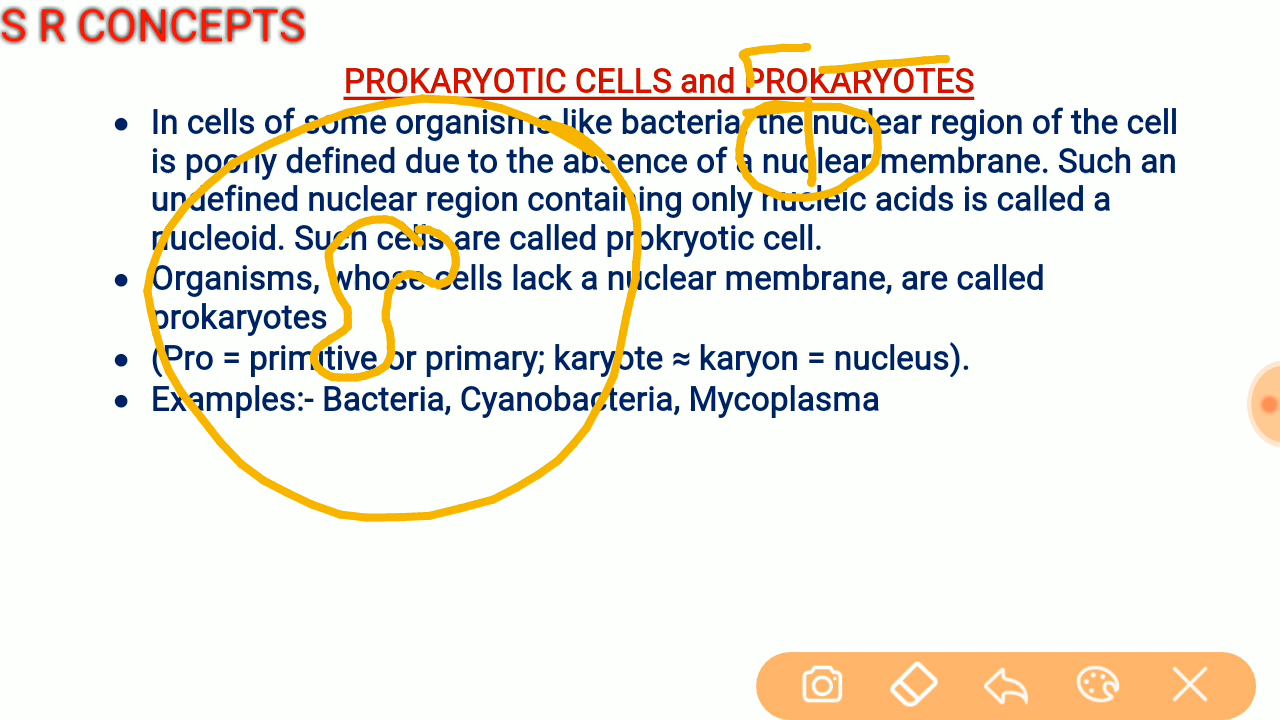 S R CONCEPTS
PROKARYOTIC CELLS and PROKARYOTES
• In cells of some organisms like bacteria, the nuclear region of the cell
is poorly defined due to the absence of a nuclear membrane. Such an
undefined nuclear region containing only nucleic acids is called a
nucleoid. Such cells are called prokryotic cell.
• Organisms, whose cells lack a nuclear membrane, are called
prokaryotes
• (Pro = primitive or primary; karyote ≈ karyon = nucleus).
• Examples:- Bacteria, Cyanobacteria, Mycoplasma